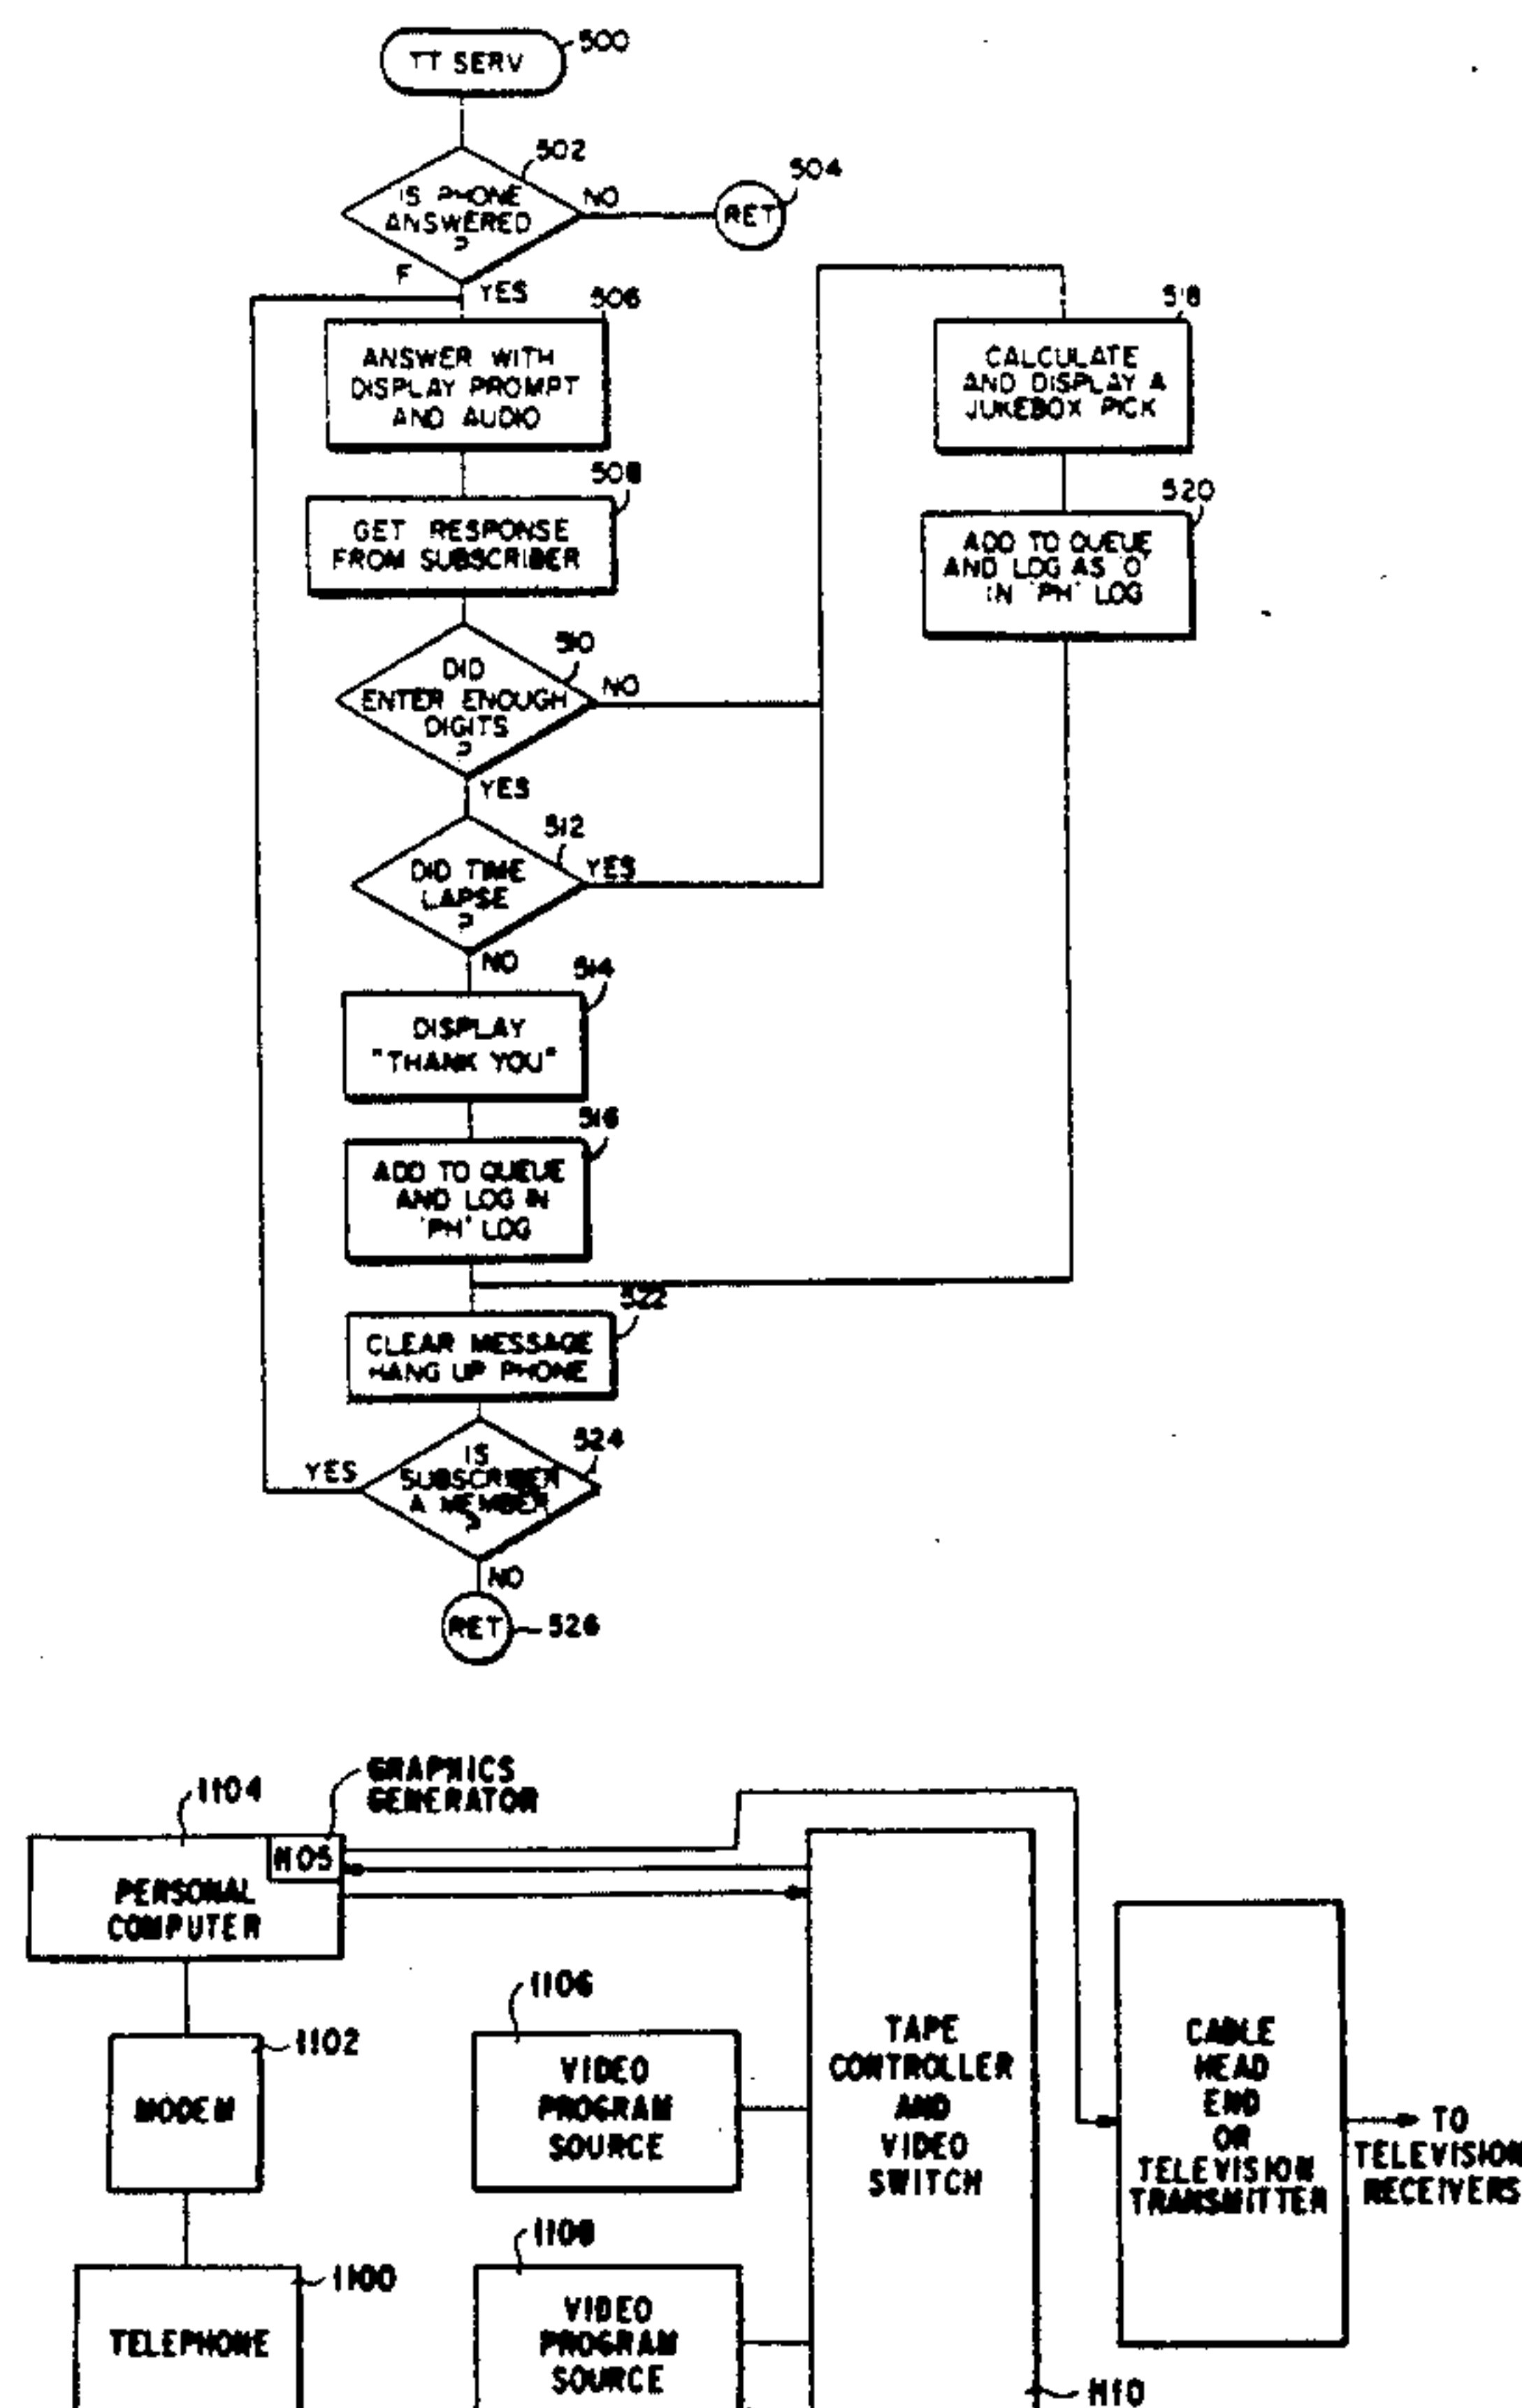 TT SERV
500
502
IS PHONE
ANSWERED
?
NO
504
RET
F
YES
506
ANSWER WITH
DISPLAY PROMPT
AND AUDIO
508
GET RESPONSE
FROM SUBSCRIBER
510
DID
ENTER ENOUGH
DIGITS
?
NO
YES
512
DID TIME
LAPSE
?
YES
NO
514
DISPLAY
"THANK YOU"
516
ADD TO QUEUE
AND LOG IN
'PH' LOG
518
CALCULATE
AND DISPLAY A
JUKEBOX PICK
520
ADD TO QUEUE
AND LOG AS "0"
IN 'PH' LOG
522
CLEAR MESSAGE
HANG UP PHONE
524
IS
SUBSCRIBER
A MEMBER
?
YES
NO
RET
526
1104
GRAPHICS
GENERATOR
1105
PERSONAL
COMPUTER
1102
MODEM
1100
TELEPHONE
1106
VIDEO
PROGRAM
SOURCE
1108
VIDEO
PROGRAM
SOURCE
TAPE
CONTROLLER
AND
VIDEO
SWITCH
1110
CABLE
HEAD
END
OR
TELEVISION
TRANSMITTER
TO
TELEVISION
RECEIVERS